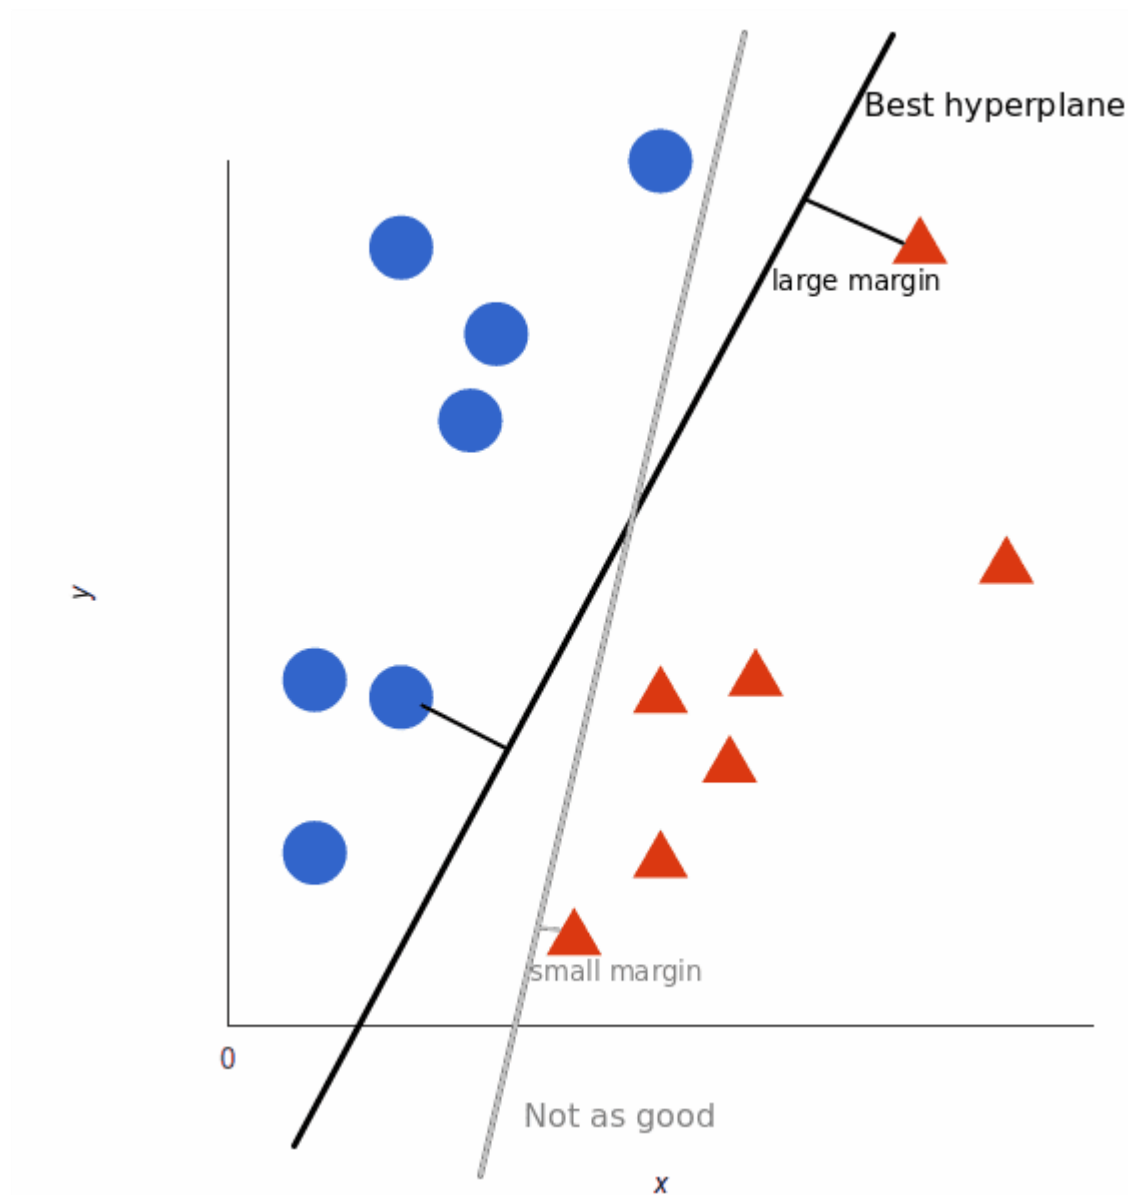 Best hyperplane
large margin
y
small margin
0
Not as good
x